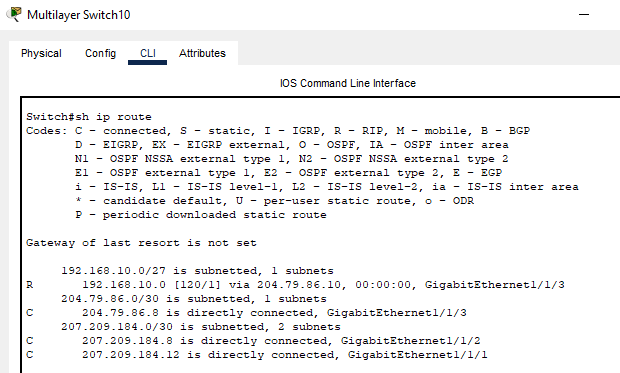 Multilayer Switch10
Physical Config CLI Attributes
IOS Command Line Interface
Switch#sh ip route
Codes: C - connected, S - static, I - IGRP, R - RIP, M - mobile, B - BGP
D - EIGRP, EX - EIGRP external, O - OSPF, IA - OSPF inter area
N1 - OSPF NSSA external type 1, N2 - OSPF NSSA external type 2
E1 - OSPF external type 1, E2 - OSPF external type 2, E - EGP
i - IS-IS, L1 - IS-IS level-1, L2 - IS-IS level-2, ia - IS-IS inter area
* - candidate default, U - per-user static route, o - ODR
P - periodic downloaded static route
Gateway of last resort is not set
192.168.10.0/27 is subnetted, 1 subnets
R 192.168.10.0 [120/1] via 204.79.86.10, 00:00:00, GigabitEthernet1/1/3
204.79.86.0/30 is subnetted, 1 subnets
C 204.79.86.8 is directly connected, GigabitEthernet1/1/3
207.209.184.0/30 is subnetted, 2 subnets
C 207.209.184.8 is directly connected, GigabitEthernet1/1/2
C 207.209.184.12 is directly connected, GigabitEthernet1/1/1